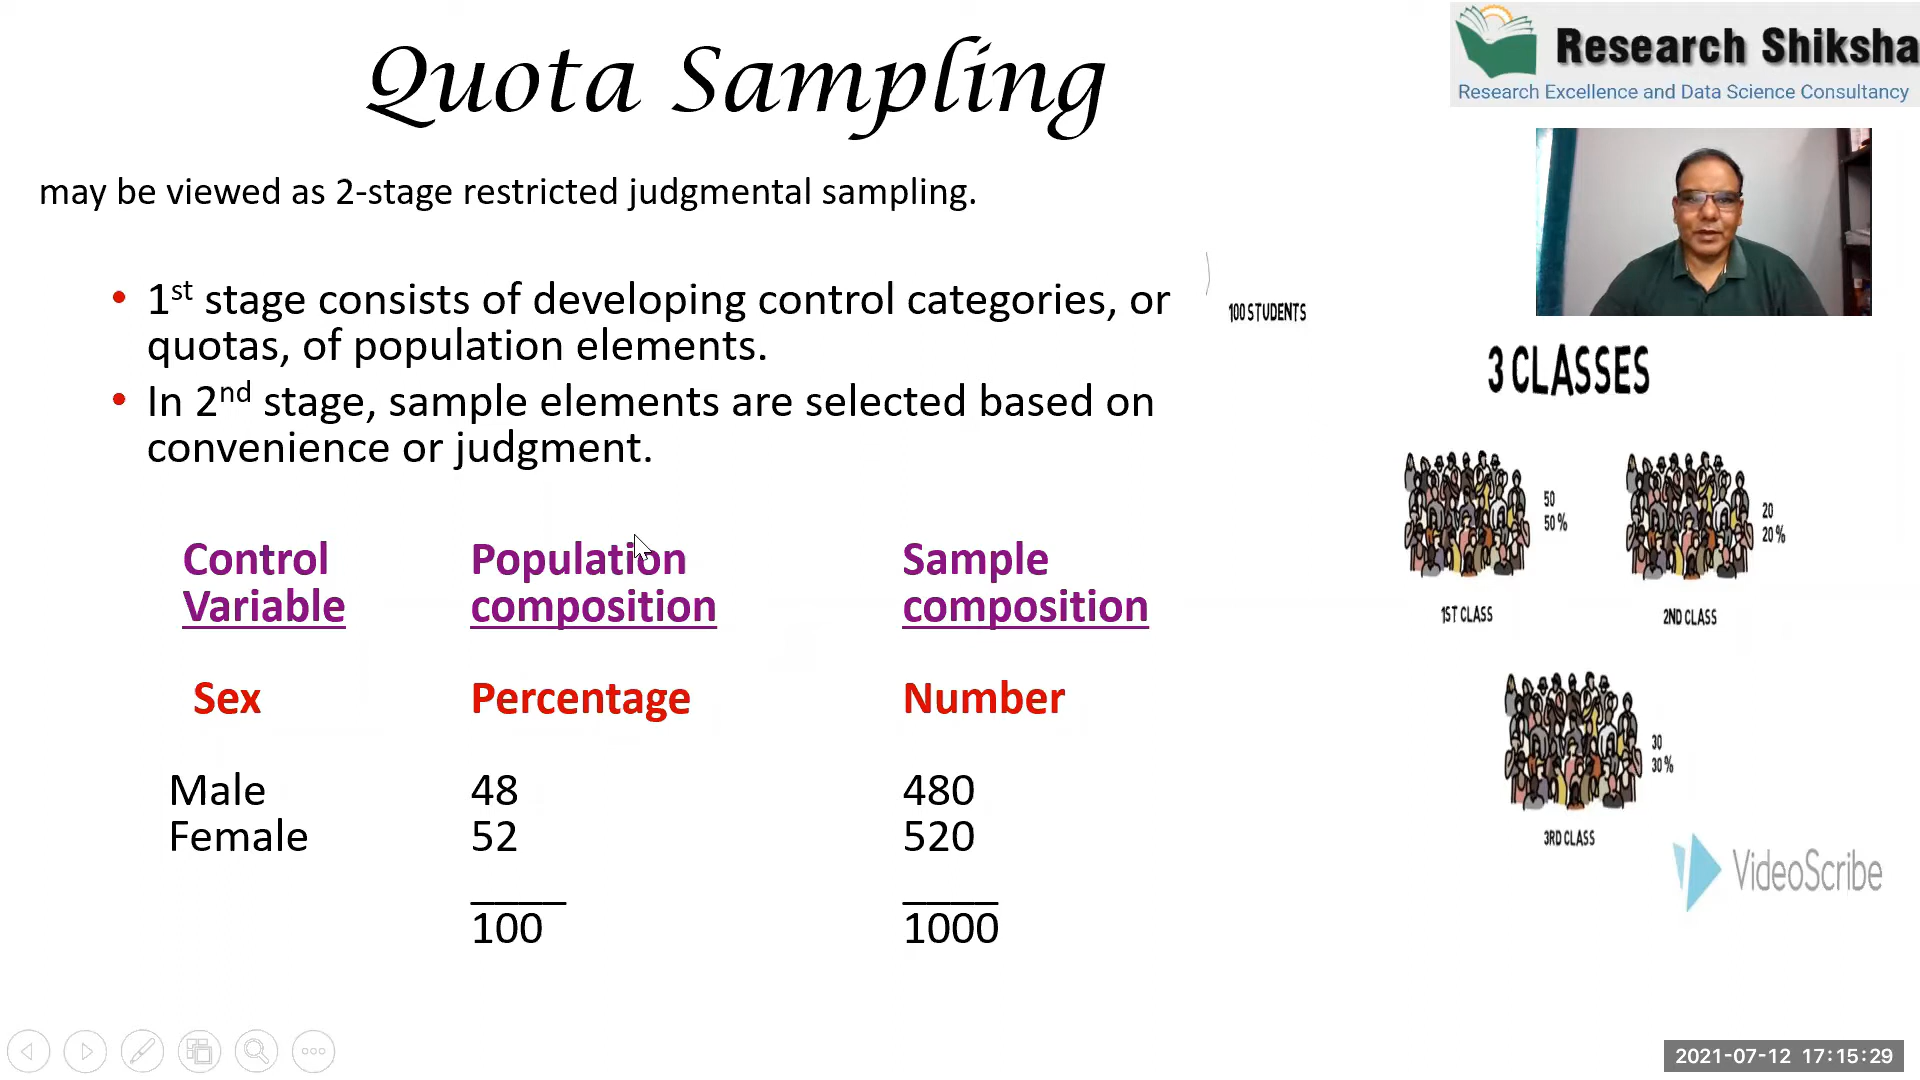 Quota Sampling
Research Shiksha
Research Excellence and Data Science Consultancy
may be viewed as 2-stage restricted judgmental sampling.
• 1st stage consists of developing control categories, or
quotas, of population elements.
• In 2nd stage, sample elements are selected based on
convenience or judgment.
100 STUDENTS
3 CLASSES
50
50 %
1ST CLASS
20
20 %
2ND CLASS
30
30 %
3RD CLASS
Control Population Sample
Variable composition composition
Sex Percentage Number
Male 48 480
Female 52 520
100 1000
VideoScribe
2021-07-12 17:15:29